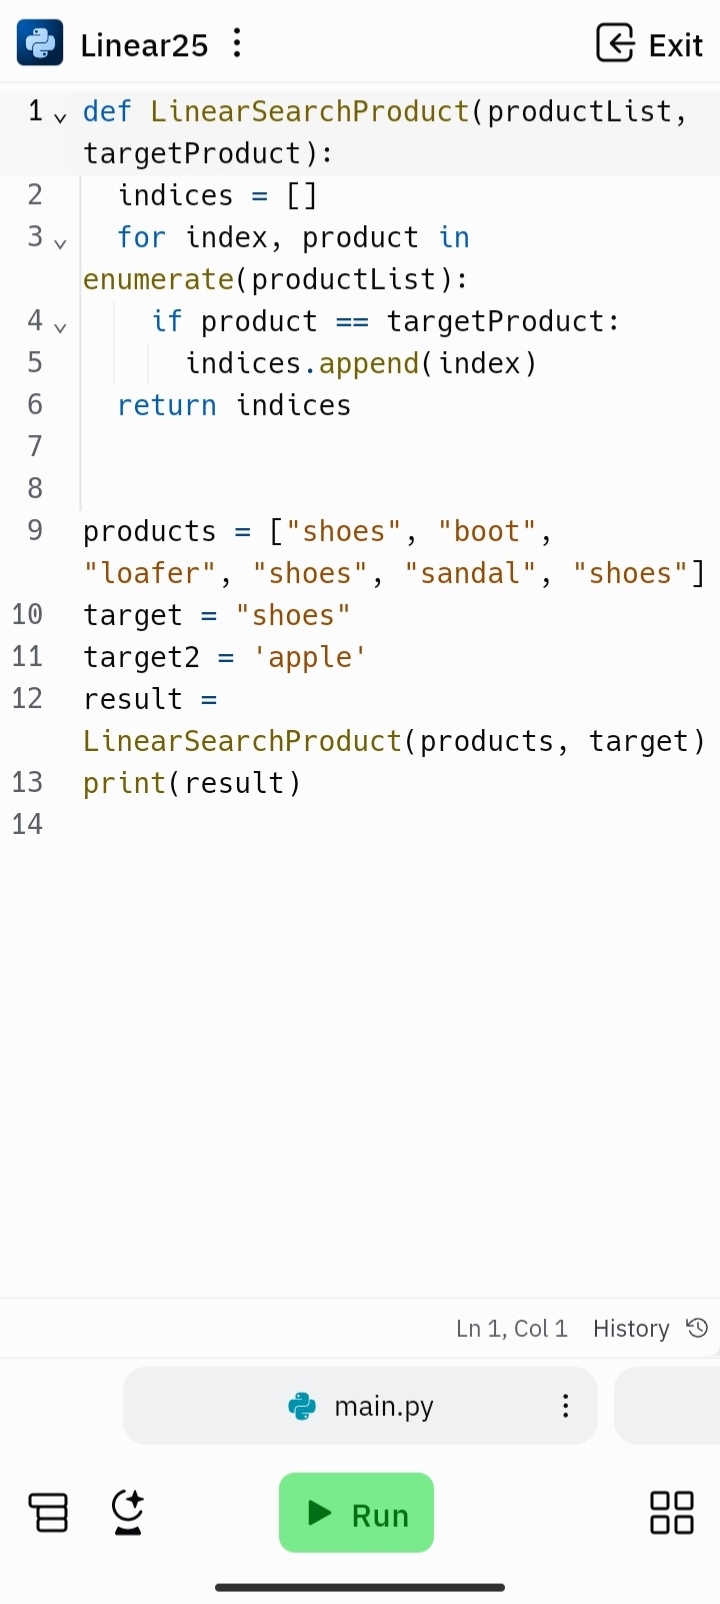 Linear25
Exit
1 def LinearSearchProduct(productList,
targetProduct):
2   indices = []
3   for index, product in
enumerate(productList):
4     if product == targetProduct:
5       indices.append(index)
6   return indices
7
8
9 products = ["shoes", "boot",
"loafer", "shoes", "sandal", "shoes"]
10 target = "shoes"
11 target2 = 'apple'
12 result =
LinearSearchProduct(products, target)
13 print(result)
14
Ln 1, Col 1 History
main.py
Run